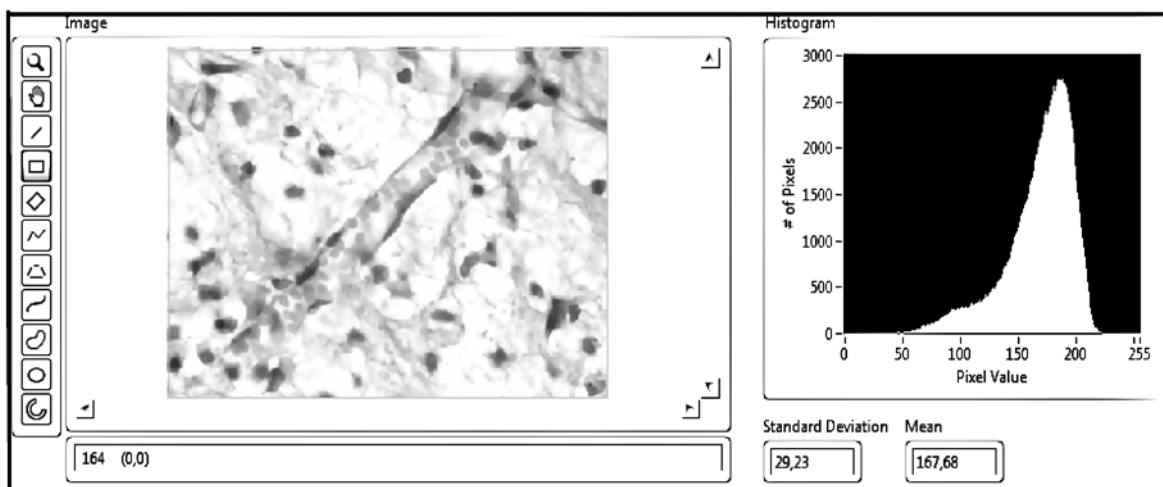 Image
164 (0,0)
Histogram
3000
2500
2000
1500
1000
500
0
# of Pixels
0 50 100 150 200 255
Pixel Value
Standard Deviation Mean
29,23 167,68